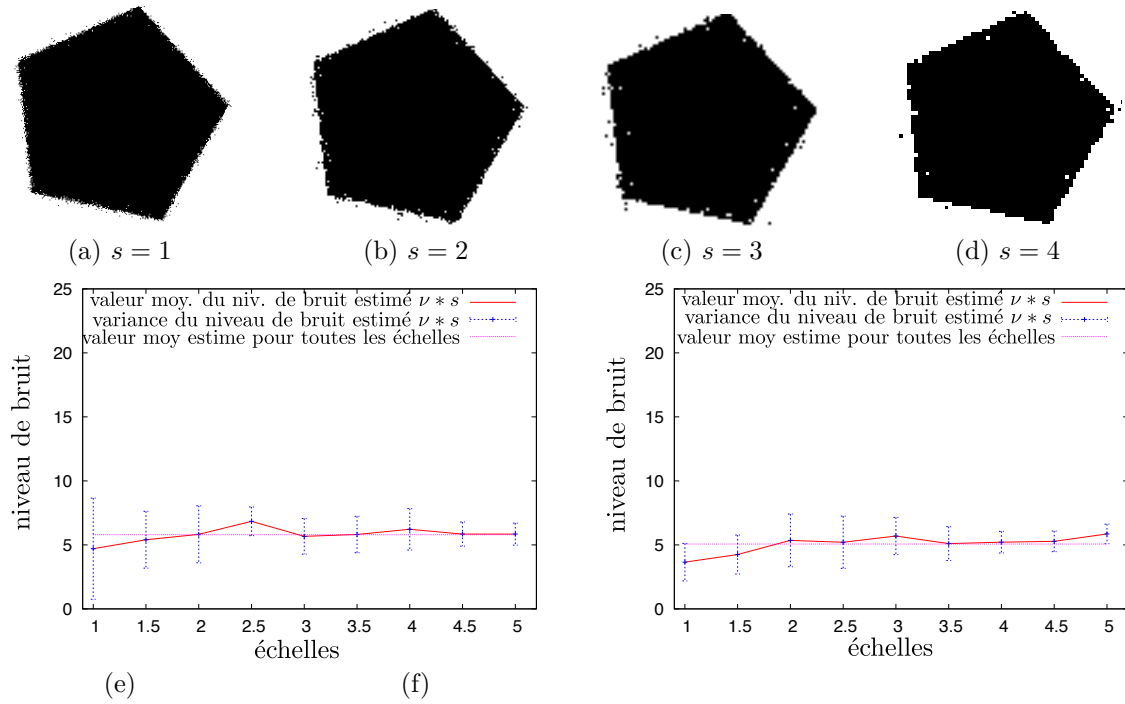 (a) s = 1
(b) s = 2
(c) s = 3
(d) s = 4
valeur moy. du niv. de bruit estimé ν ∗ s
variance du niveau de bruit estimé ν ∗ s
valeur moy estime pour toutes les échelles
niveau de bruit
25
20
15
10
5
0
1 1.5 2 2.5 3 3.5 4 4.5 5
échelles
valeur moy. du niv. de bruit estimé ν ∗ s
variance du niveau de bruit estimé ν ∗ s
valeur moy estime pour toutes les échelles
niveau de bruit
25
20
15
10
5
0
1 1.5 2 2.5 3 3.5 4 4.5 5
échelles
(e)
(f)